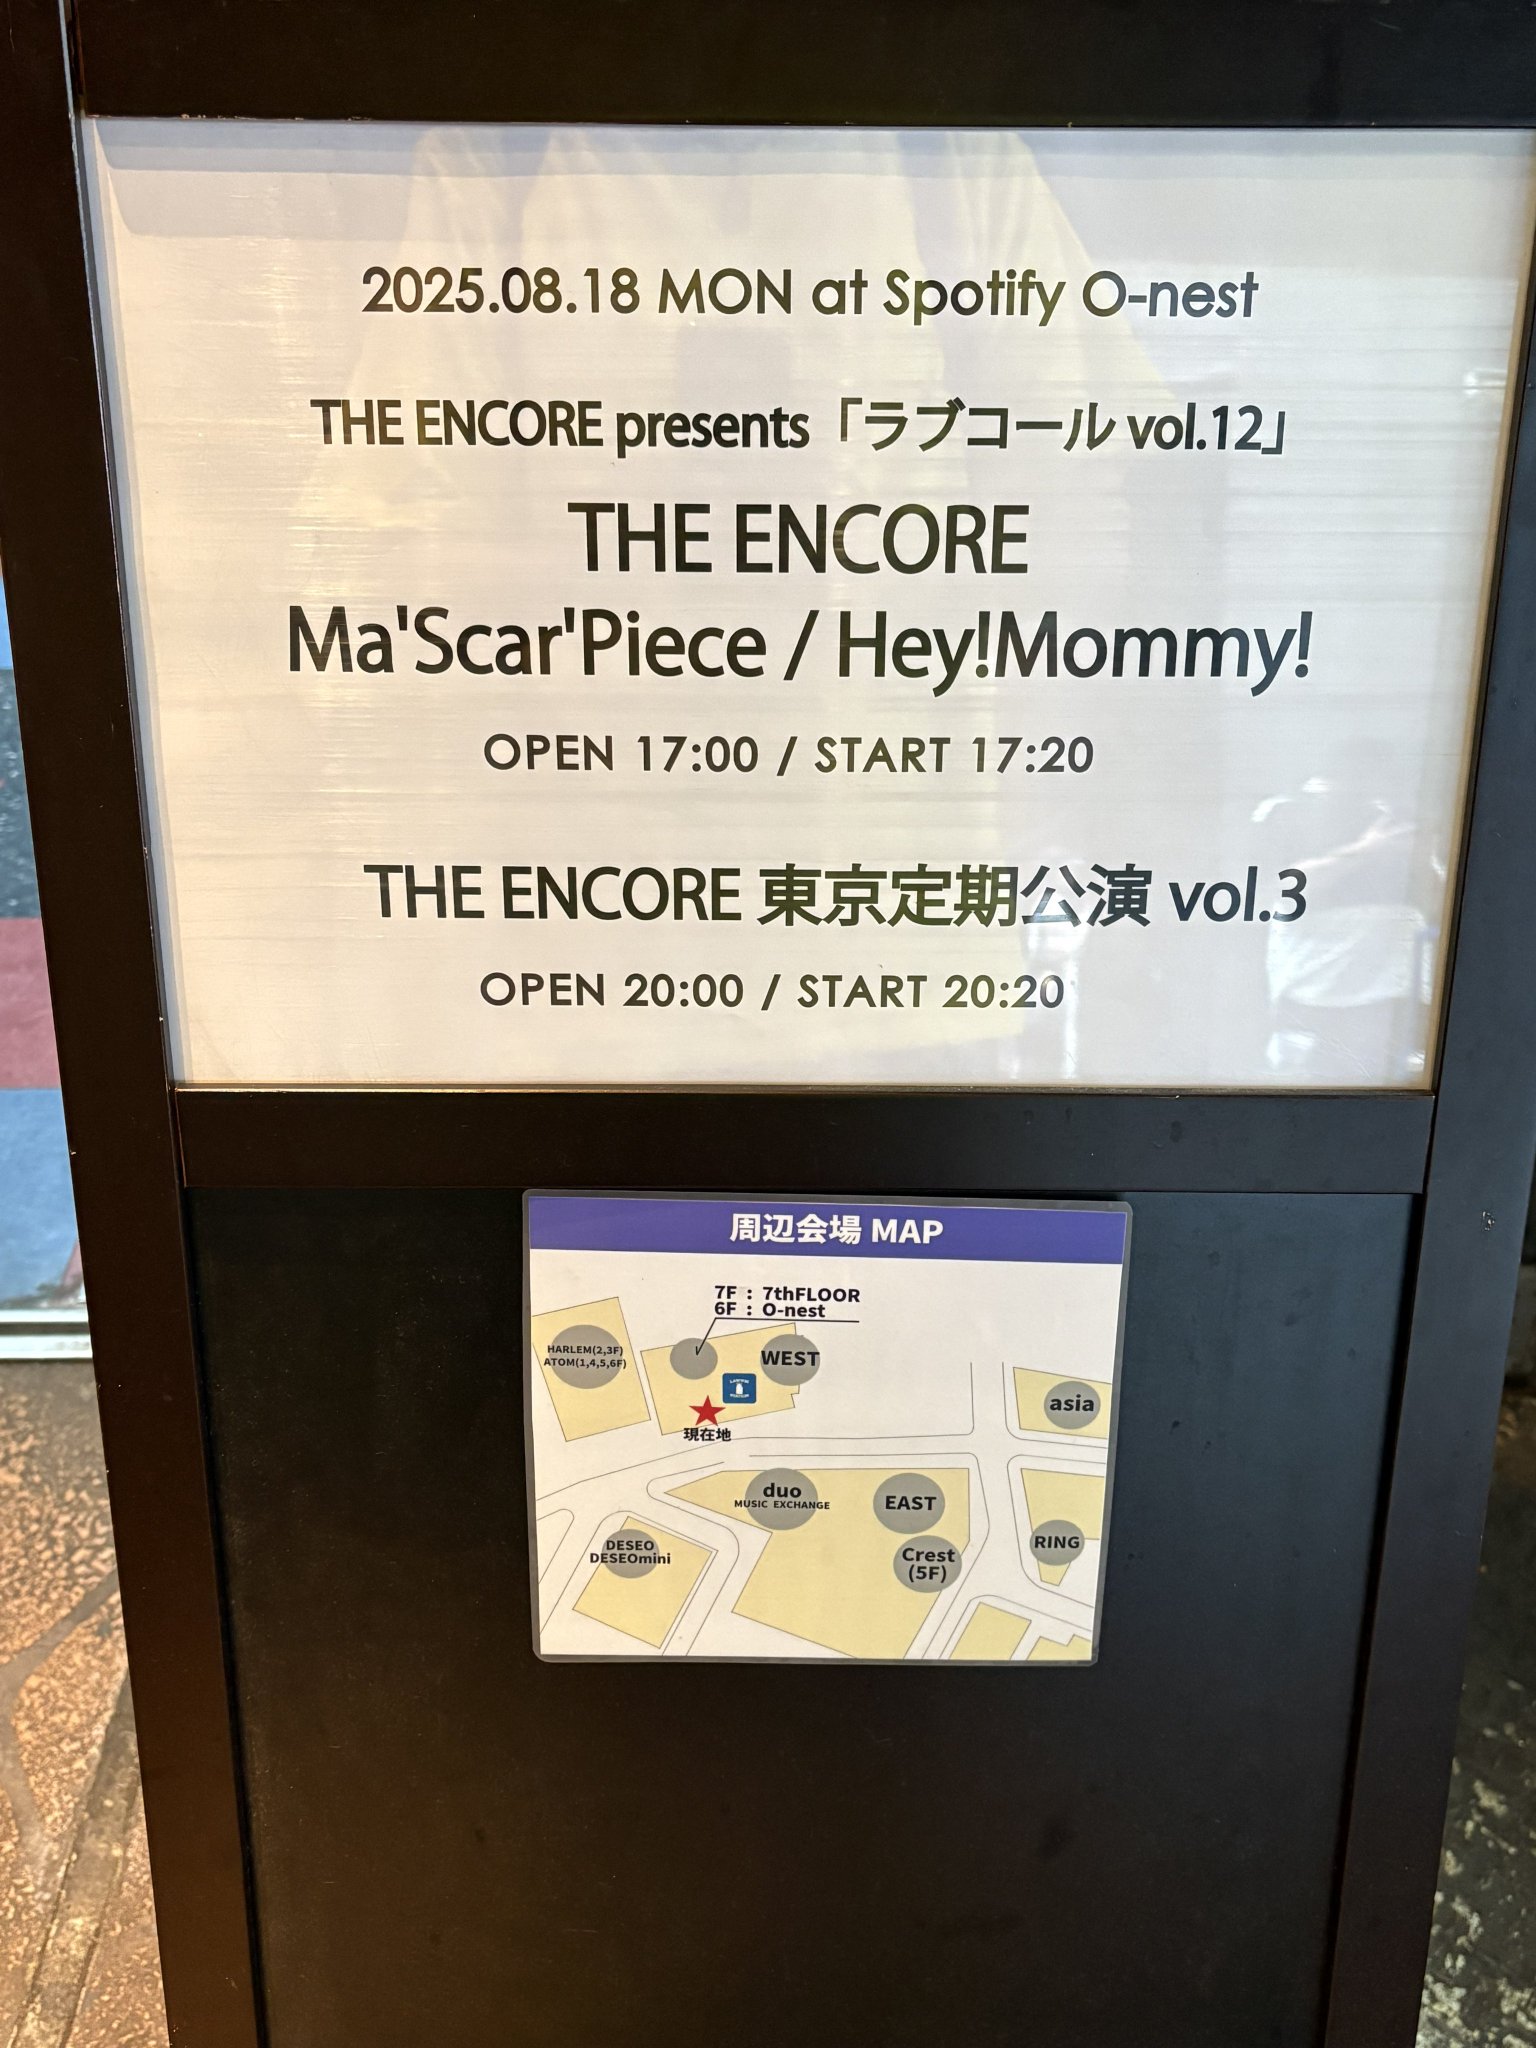 2025.08.18 MON at Spotify O-nest
THE ENCORE presents「ラブコール vol.12」
THE ENCORE
Ma'Scar'Piece / Hey!Mommy!
OPEN 17:00 / START 17:20
THE ENCORE 東京定期公演 vol.3
OPEN 20:00 / START 20:20
周辺会場 MAP
7F : 7thFLOOR
6F : O-nest
HARLEM(2,3F)
ATOM(1,4,5,6F)
WEST
現在地
asia
duo
MUSIC EXCHANGE
EAST
DESEO
DESEOmini
Crest
(5F)
RING